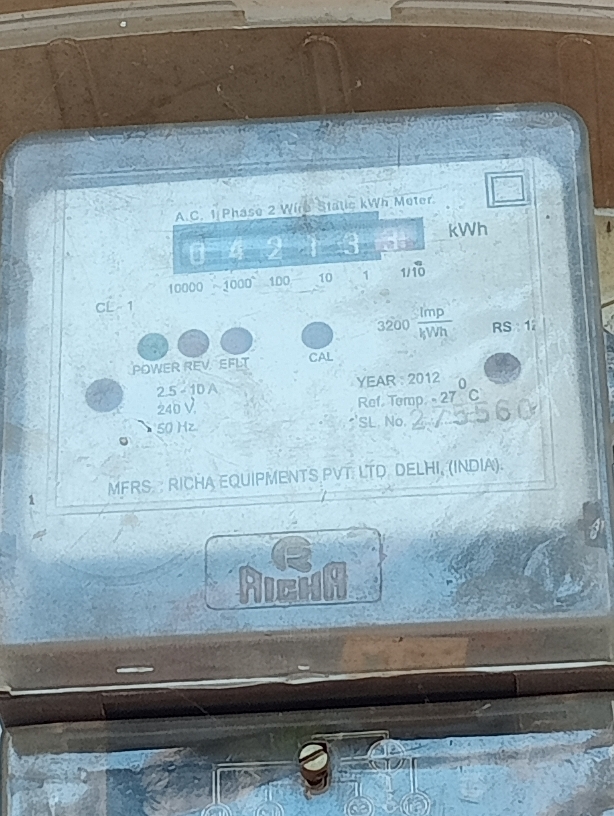 A.C. 1 Phase 2 Wire Static kWh Meter.
0 4 2 1 3
kWh
10000 1000 100 10 1 1/10
CL - 1
3200 Imp/kWh
RS : 12
POWER REV. EFLT
CAL
2.5 - 10 A
240 V.
50 Hz.
YEAR : 2012
Ref. Temp. - 27 °C
SL. No. 275560
MFRS. : RICHA EQUIPMENTS PVT. LTD. DELHI, (INDIA).
R
RICHA